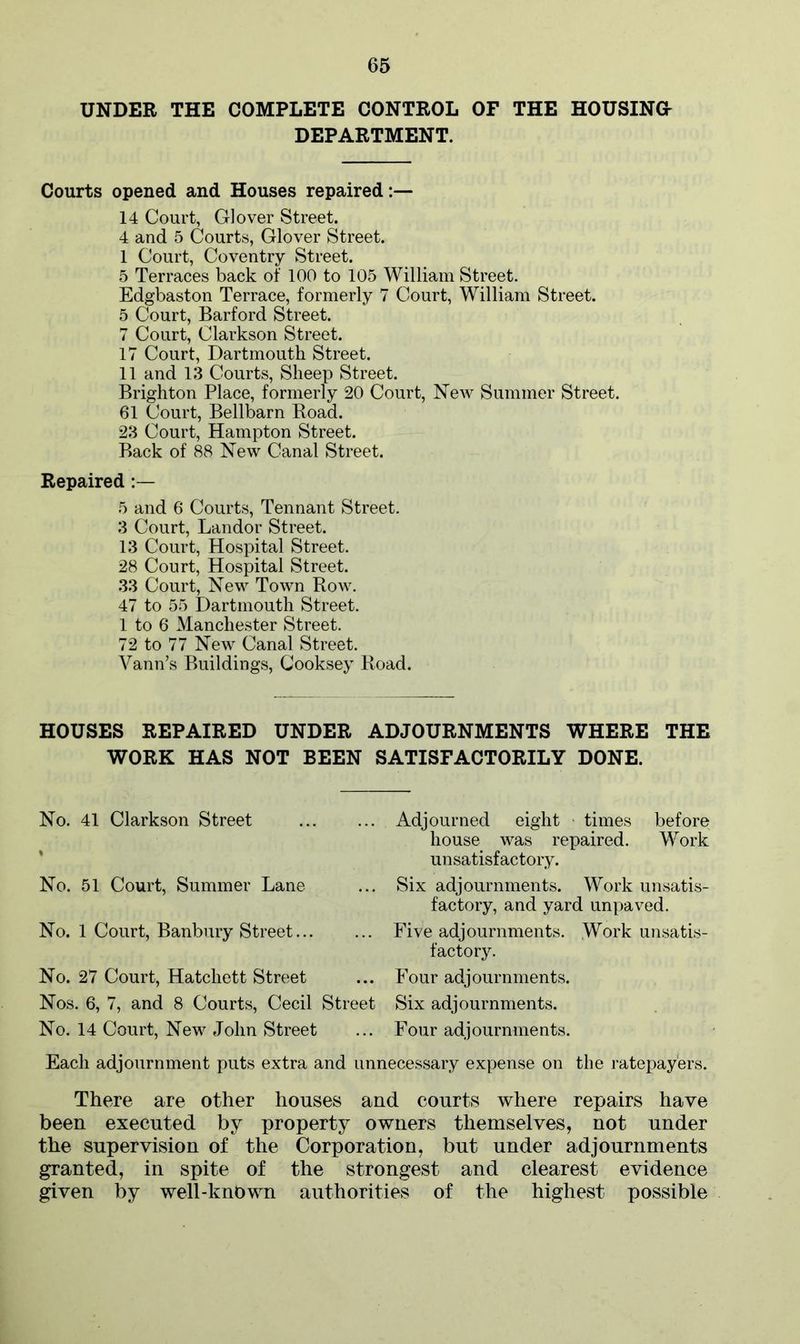 65
UNDER THE COMPLETE CONTROL OF THE HOUSING
DEPARTMENT.
Courts opened and Houses repaired:—
14 Court, Glover Street.
4 and 5 Courts, Glover Street.
1 Court, Coventry Street.
5 Terraces back of 100 to 105 William Street.
Edgbaston Terrace, formerly 7 Court, William Street.
5 Court, Barford Street.
7 Court, Clarkson Street.
17 Court, Dartmouth Street.
11 and 13 Courts, Sheep Street.
Brighton Place, formerly 20 Court, New Summer Street.
61 Court, Bellbarn Road.
23 Court, Hampton Street.
Back of 88 New Canal Street.
Repaired:—
5 and 6 Courts, Tennant Street.
3 Court, Landor Street.
13 Court, Hospital Street.
28 Court, Hospital Street.
33 Court, New Town Row.
47 to 55 Dartmouth Street.
1 to 6 Manchester Street.
72 to 77 New Canal Street.
Vann's Buildings, Cooksey Road.
HOUSES REPAIRED UNDER ADJOURNMENTS WHERE THE
WORK HAS NOT BEEN SATISFACTORILY DONE.
No. 41 Clarkson Street ... ... Adjourned eight times before
house was repaired. Work
unsatisfactory.
No. 51 Court, Summer Lane ... Six adjournments. Work unsatis-
factory, and yard unpaved.
No. 1 Court, Banbury Street... ... Five adjournments. Work unsatis-
factory.
No. 27 Court, Hatchett Street ... Four adjournments.
Nos. 6, 7, and 8 Courts, Cecil Street Six adjournments.
No. 14 Court, New John Street ... Four adjournments.
Each adjournment puts extra and unnecessary expense on the ratepayers.
There are other houses and courts where repairs have
been executed by property owners themselves, not under
the supervision of the Corporation, but under adjournments
granted, in spite of the strongest and clearest evidence
given by well-known authorities of the highest possible